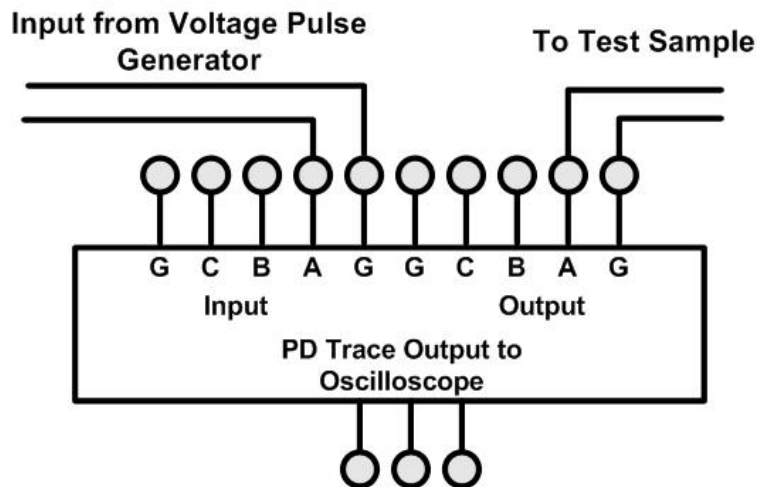 Input from Voltage Pulse
Generator
To Test Sample
G C B A G G C B A G
Input Output
PD Trace Output to
Oscilloscope